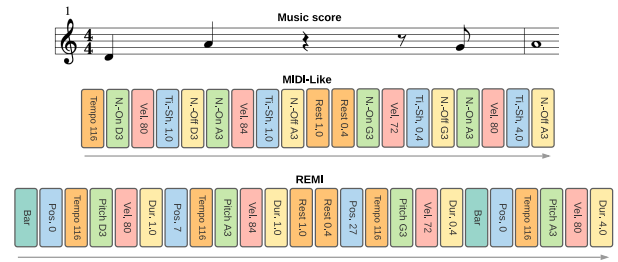 1
Music score
4
4
MIDI-Like
Tempo 116 N.-On D3 Vel. 80 Ti.-Sh. 1.0 N.-Off D3 N.-On A3 Vel. 84 Ti.-Sh. 1.0 N.-Off A3 Rest 1.0 Rest 0.4 N.-On G3 Vel. 72 Ti.-Sh. 0,4 N.-Off G3 N.-On A3 Vel. 80 Ti.-Sh. 4.0 N.-Off A3
REMI
Bar Pos. 0 Tempo 116 Pitch D3 Vel. 80 Dur. 1.0 Pos. 7 Tempo 116 Pitch A3 Vel. 84 Dur. 1.0 Rest 1.0 Rest 0.4 Pos. 27 Tempo 116 Pitch G3 Vel. 72 Dur. 0.4 Bar Pos. 0 Tempo 116 Pitch A3 Vel. 80 Dur. 4.0